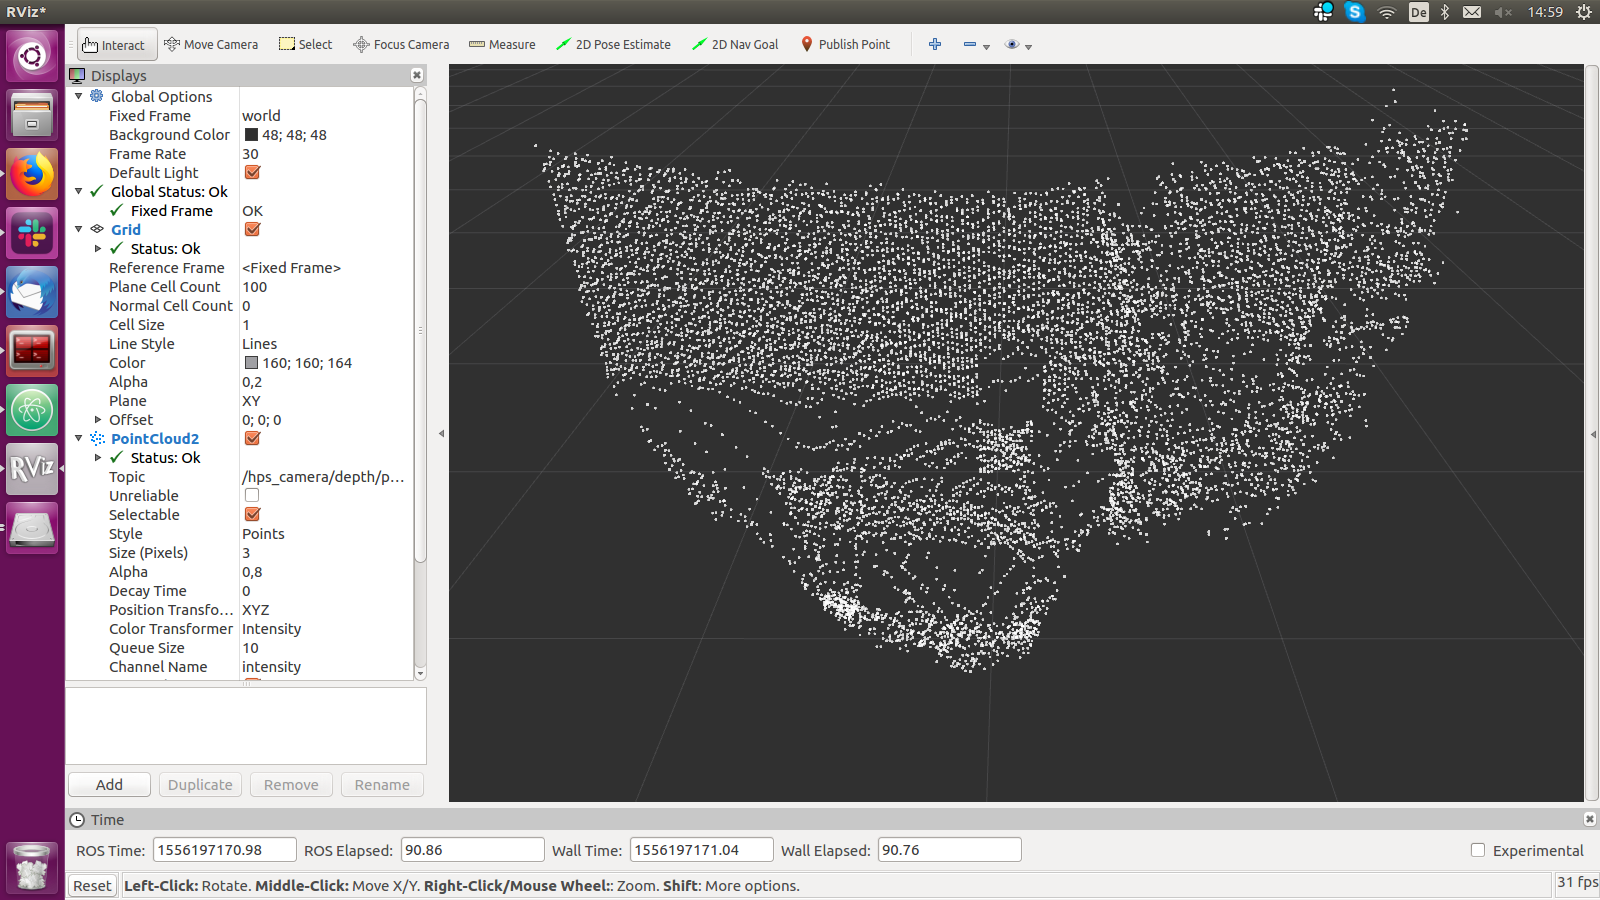 RViz*
De
14:59
Interact Move Camera Select Focus Camera Measure 2D Pose Estimate 2D Nav Goal Publish Point
Displays
Global Options
Fixed Frame world
Background Color 48; 48; 48
Frame Rate 30
Default Light
Global Status: Ok
Fixed Frame OK
Grid
Status: Ok
Reference Frame <Fixed Frame>
Plane Cell Count 100
Normal Cell Count 0
Cell Size 1
Line Style Lines
Color 160; 160; 164
Alpha 0,2
Plane XY
Offset 0; 0; 0
PointCloud2
Status: Ok
Topic /hps_camera/depth/p...
Unreliable
Selectable
Style Points
Size (Pixels) 3
Alpha 0,8
Decay Time 0
Position Transfo... XYZ
Color Transformer Intensity
Queue Size 10
Channel Name intensity
RViz
Add Duplicate Remove Rename
Time
ROS Time: 1556197170.98 ROS Elapsed: 90.86 Wall Time: 1556197171.04 Wall Elapsed: 90.76 Experimental
Reset Left-Click: Rotate. Middle-Click: Move X/Y. Right-Click/Mouse Wheel:: Zoom. Shift: More options. 31 fps